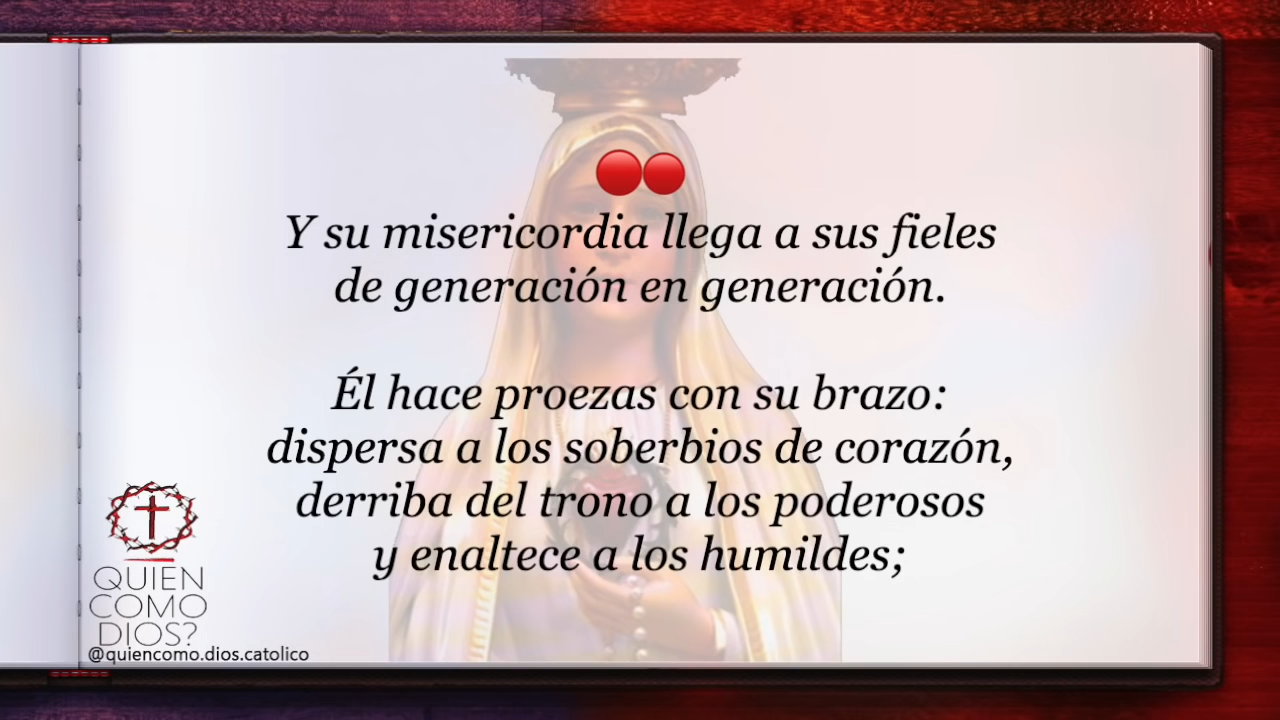 Y su misericordia llega a sus fieles
de generación en generación.
Él hace proezas con su brazo:
dispersa a los soberbios de corazón,
derriba del trono a los poderosos
y enaltece a los humildes;
QUIEN
COMO
DIOS?
@quiencomo.dios.catolico